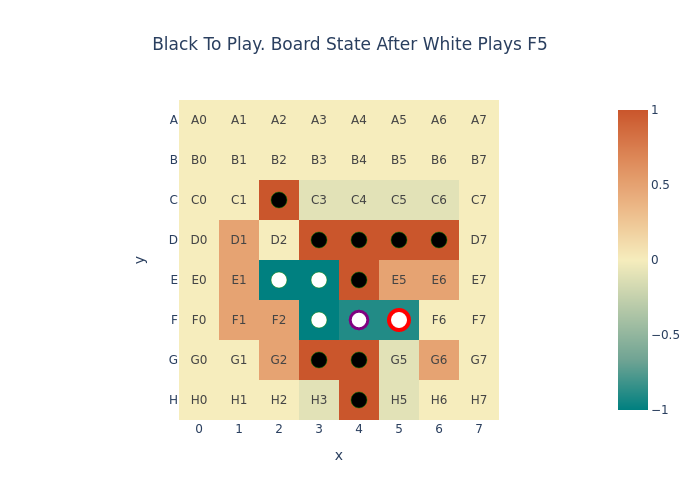 Black To Play. Board State After White Plays F5
A A0 A1 A2 A3 A4 A5 A6 A7
B B0 B1 B2 B3 B4 B5 B6 B7
C C0 C1 C3 C4 C5 C6 C7
D D0 D1 D2 D7
E E0 E1 E5 E6 E7
F F0 F1 F2 F6 F7
G G0 G1 G2 G5 G6 G7
H H0 H1 H2 H3 H5 H6 H7
0 1 2 3 4 5 6 7
x
y
1
0.5
0
−0.5
−1